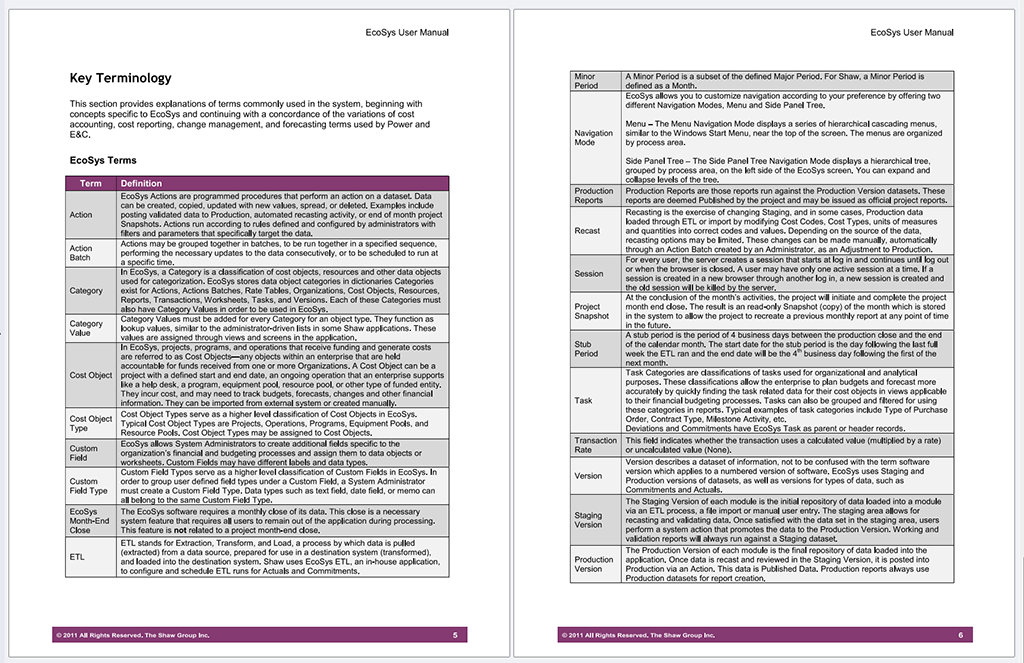 EcoSys User Manual
Key Terminology
This section provides explanations of terms commonly used in the system, beginning with
concepts specific to EcoSys and continuing with a concordance of the variations of cost
accounting, cost reporting, change management, and forecasting terms used by Power and
E&C.
EcoSys Terms
Term Definition
Action
EcoSys Actions are programmed procedures that perform an action on a dataset. Data
can be created, copied, updated with new values, spread, or deleted. Examples include
posting validated data to Production, automated recasting activity, or end of month project
Snapshots. Actions run according to rules defined and configured by administrators with
filters and parameters that specifically target the data.
Action
Batch
Actions may be grouped together in batches, to be run together in a specified sequence,
performing the necessary updates to the data consecutively, or to be scheduled to run at
a specific time.
Category
In EcoSys, a Category is a classification of cost objects, resources and other data objects
used for categorization. EcoSys stores data object categories in dictionaries Categories
exist for Actions, Actions Batches, Rate Tables, Organizations, Cost Objects, Resources,
Reports, Transactions, Worksheets, Tasks, and Versions. Each of these Categories must
also have Category Values in order to be used in EcoSys.
Category
Value
Category Values must be added for every Category for an object type. They function as
lookup values, similar to the administrator-driven lists in some Shaw applications. These
values are assigned through views and screens in the application.
Cost Object
In EcoSys, projects, programs, and operations that receive funding and generate costs
are referred to as Cost Objects—any objects within an enterprise that are held
accountable for funds received from one or more Organizations. A Cost Object can be a
project with a defined start and end date, an ongoing operation that an enterprise supports
like a help desk, a program, equipment pool, resource pool, or other type of funded entity.
They incur cost, and may need to track budgets, forecasts, changes and other financial
information. They can be imported from external system or created manually.
Cost Object
Type
Cost Object Types serve as a higher level classification of Cost Objects in EcoSys.
Typical Cost Object Types are Projects, Operations, Programs, Equipment Pools, and
Resource Pools. Cost Object Types may be assigned to Cost Objects.
Custom
Field
EcoSys allows System Administrators to create additional fields specific to the
organization's financial and budgeting processes and assign them to data objects or
worksheets. Custom Fields may have different labels and data types.
Custom
Field Type
Custom Field Types serve as a higher level classification of Custom Fields in EcoSys. In
order to group user defined field types under a Custom Field, a System Administrator
must create a Custom Field Type. Data types such as text field, date field, or memo can
all belong to the same Custom Field Type.
EcoSys
Month-End
Close
The EcoSys software requires a monthly close of its data. This close is a necessary
system feature that requires all users to remain out of the application during processing.
This feature is not related to a project month-end close.
ETL
ETL stands for Extraction, Transform, and Load, a process by which data is pulled
(extracted) from a data source, prepared for use in a destination system (transformed),
and loaded into the destination system. Shaw uses EcoSys ETL, an in-house application,
to configure and schedule ETL runs for Actuals and Commitments.
© 2011 All Rights Reserved. The Shaw Group Inc. 5
EcoSys User Manual
Minor
Period
A Minor Period is a subset of the defined Major Period. For Shaw, a Minor Period is
defined as a Month.
Navigation
Mode
EcoSys allows you to customize navigation according to your preference by offering two
different Navigation Modes, Menu and Side Panel Tree.
Menu – The Menu Navigation Mode displays a series of hierarchical cascading menus,
similar to the Windows Start Menu, near the top of the screen. The menus are organized
by process area.
Side Panel Tree – The Side Panel Tree Navigation Mode displays a hierarchical tree,
grouped by process area, on the left side of the EcoSys screen. You can expand and
collapse levels of the tree.
Production
Reports
Production Reports are those reports run against the Production Version datasets. These
reports are deemed Published by the project and may be issued as official project reports.
Recast
Recasting is the exercise of changing Staging, and in some cases, Production data
loaded through ETL or import by modifying Cost Codes, Cost Types, units of measures
and quantities into correct codes and values. Depending on the source of the data,
recasting options may be limited. These changes can be made manually, automatically
through an Action Batch created by an Administrator, as an Adjustment to Production.
Session
For every user, the server creates a session that starts at log in and continues until log out
or when the browser is closed. A user may have only one active session at a time. If a
session is created in a new browser through another log in, a new session is created and
the old session will be killed by the server.
Project
Snapshot
At the conclusion of the month's activities, the project will initiate and complete the project
month end close. The result is an read-only Snapshot (copy) of the month which is stored
in the system to allow the project to recreate a previous monthly report at any point of time
in the future.
Stub
Period
A stub period is the period of 4 business days between the production close and the end
of the calendar month. The start date for the stub period is the day following the last full
week the ETL ran and the end date will be the 4th business day following the first of the
next month.
Task
Task Categories are classifications of tasks used for organizational and analytical
purposes. These classifications allow the enterprise to plan budgets and forecast more
accurately by quickly finding the task related data for their cost objects in views applicable
to their financial budgeting processes. Tasks can also be grouped and filtered for using
these categories in reports. Typical examples of task categories include Type of Purchase
Order, Contract Type, Milestone Activity, etc.
Deviations and Commitments have EcoSys Task as parent or header records.
Transaction
Rate
This field indicates whether the transaction uses a calculated value (multiplied by a rate)
or uncalculated value (None).
Version
Version describes a dataset of information, not to be confused with the term software
version which applies to a numbered version of software. EcoSys uses Staging and
Production versions of datasets, as well as versions for types of data, such as
Commitments and Actuals.
Staging
Version
The Staging Version of each module is the initial repository of data loaded into a module
via an ETL process, a file import or manual user entry. The staging area allows for
recasting and validating data. Once satisfied with the data set in the staging area, users
perform a system action that promotes the data to the Production Version. Working and
validation reports will always run against a Staging dataset.
Production
Version
The Production Version of each module is the final repository of data loaded into the
application. Once data is recast and reviewed in the Staging Version, it is posted into
Production via an Action. This data is Published Data. Production reports always use
Production datasets for report creation.
© 2011 All Rights Reserved. The Shaw Group Inc. 6